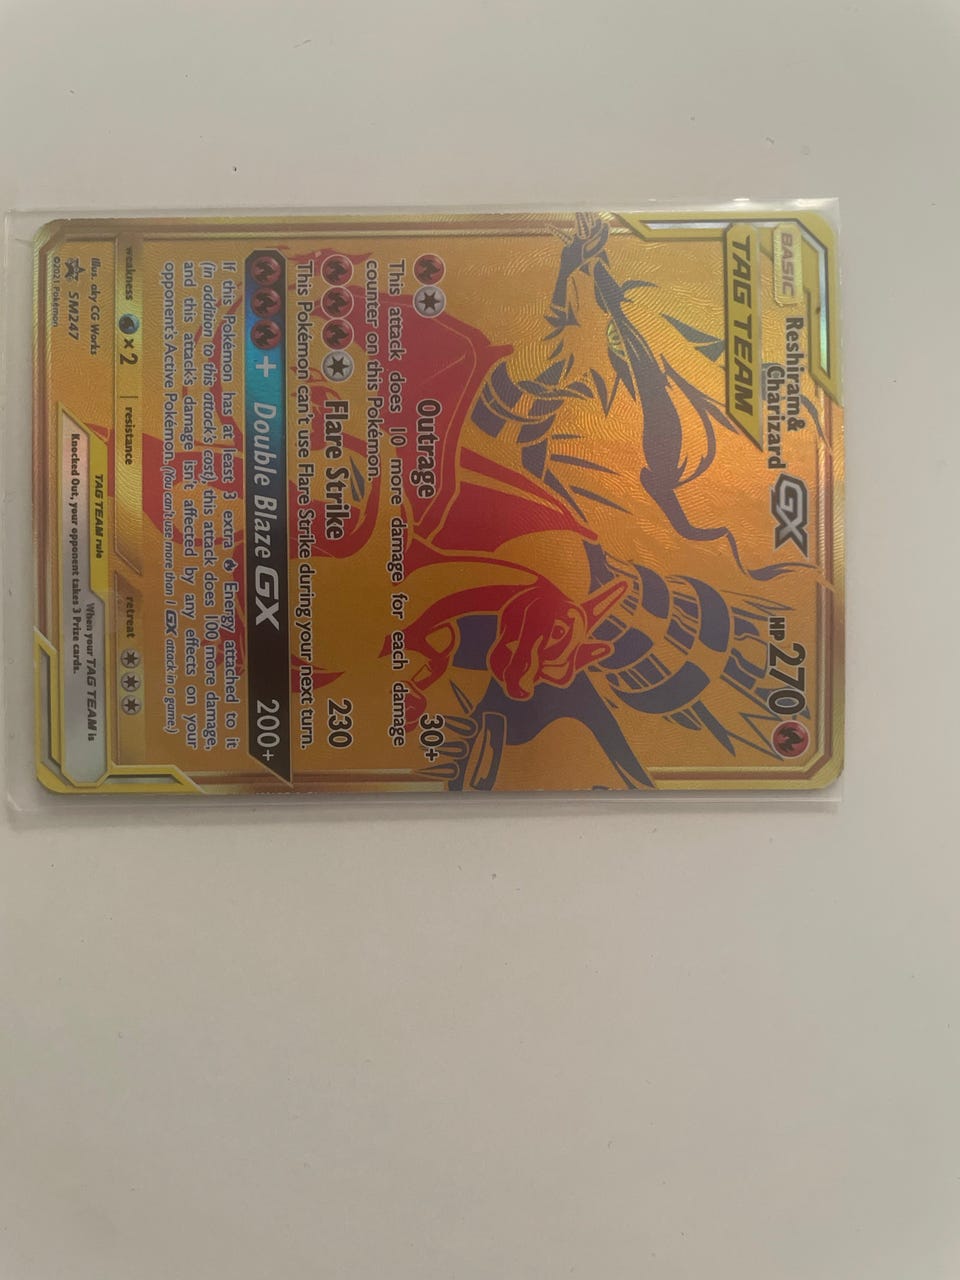 BASIC
Reshiram&
Charizard GX
HP270
TAG TEAM
Outrage 30+
This attack does 10 more damage for each damage
counter on this Pokémon.
Flare Strike 230
This Pokémon can't use Flare Strike during your next turn.
+ Double Blaze GX 200+
If this Pokémon has at least 3 extra Energy attached to it
(in addition to this attack's cost), this attack does 100 more damage,
and this attack's damage isn't affected by any effects on your
opponent's Active Pokémon. (You can't use more than 1 GX attack in a game.)
weakness ×2 resistance retreat
Illus. aky CG Works
TAG TEAM rule When your TAG TEAM is
Knocked Out, your opponent takes 3 Prize cards.
SM247
©2021 Pokémon